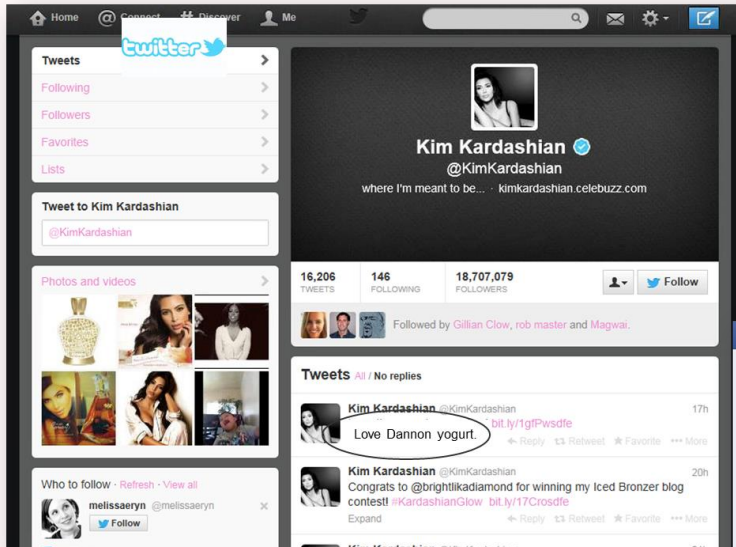 Home
Connect
Discover
Me
twitter
Tweets
Following
Followers
Favorites
Lists
Tweet to Kim Kardashian
@KimKardashian
Photos and videos
Who to follow · Refresh · View all
melissaeryn @melissaeryn
Follow
Kim Kardashian
@KimKardashian
where I'm meant to be... · kimkardashian.celebuzz.com
16,206
TWEETS
146
FOLLOWING
18,707,079
FOLLOWERS
Follow
Followed by Gillian Clow, rob master and Magwai.
Tweets All / No replies
Kim Kardashian @KimKardashian 17h
Love Dannon yogurt. bit.ly/1gfPwsdfe
Reply Retweet Favorite More
Kim Kardashian @KimKardashian 20h
Congrats to @brightlikadiamond for winning my Iced Bronzer blog
contest! #KardashianGlow bit.ly/17Crosdfe
Expand Reply Retweet Favorite More